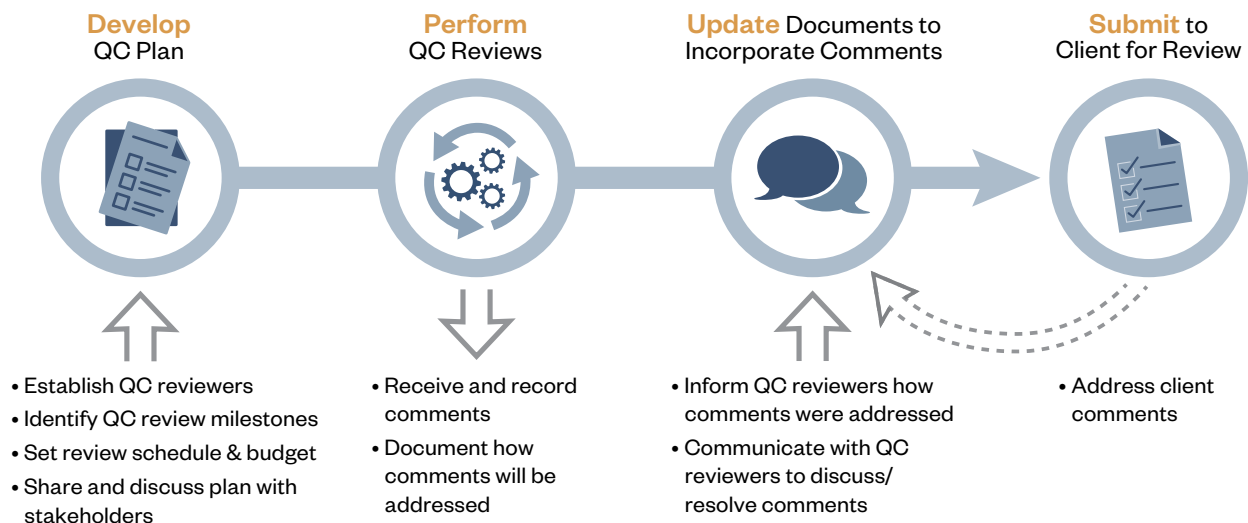 Develop
QC Plan
Perform
QC Reviews
Update Documents to
Incorporate Comments
Submit to
Client for Review
• Establish QC reviewers
• Identify QC review milestones
• Set review schedule & budget
• Share and discuss plan with
stakeholders
• Receive and record
comments
• Document how
comments will be
addressed
• Inform QC reviewers how
comments were addressed
• Communicate with QC
reviewers to discuss/
resolve comments
• Address client
comments